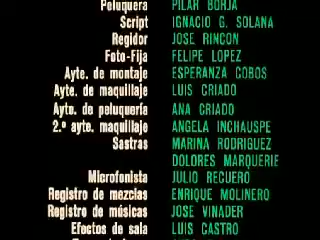 Peluquera PILAR BORJA
Script IGNACIO G. SOLANA
Regidor JOSE RINCON
Foto-Fija FELIPE LOPEZ
Ayte. de montaje ESPERANZA COBOS
Ayte. de maquillaje LUIS CRIADO
Ayto. de peluquería ANA CRIADO
2.º ayte. maquillaje ANGELA INCHAUSPE
Sastras MARINA RODRIGUEZ
DOLORES MARQUERIE
Microfonista JULIO RECUERO
Registro de mezclas ENRIQUE MOLINERO
Registro de músicas JOSE VINADER
Efectos de sala LUIS CASTRO